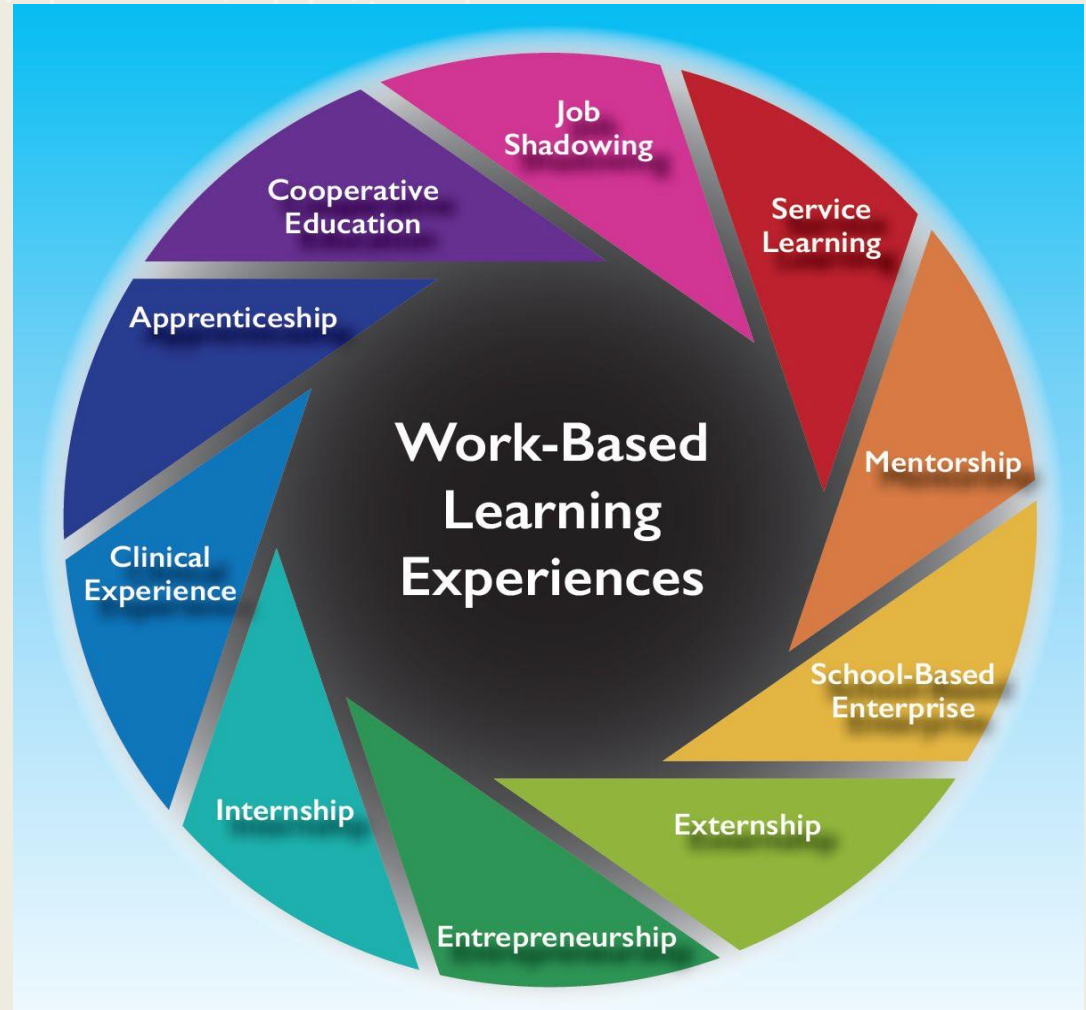 Job
Shadowing
Service
Learning
Mentorship
School-Based
Enterprise
Externship
Entrepreneurship
Internship
Clinical
Experience
Apprenticeship
Cooperative
Education
Work-Based
Learning
Experiences